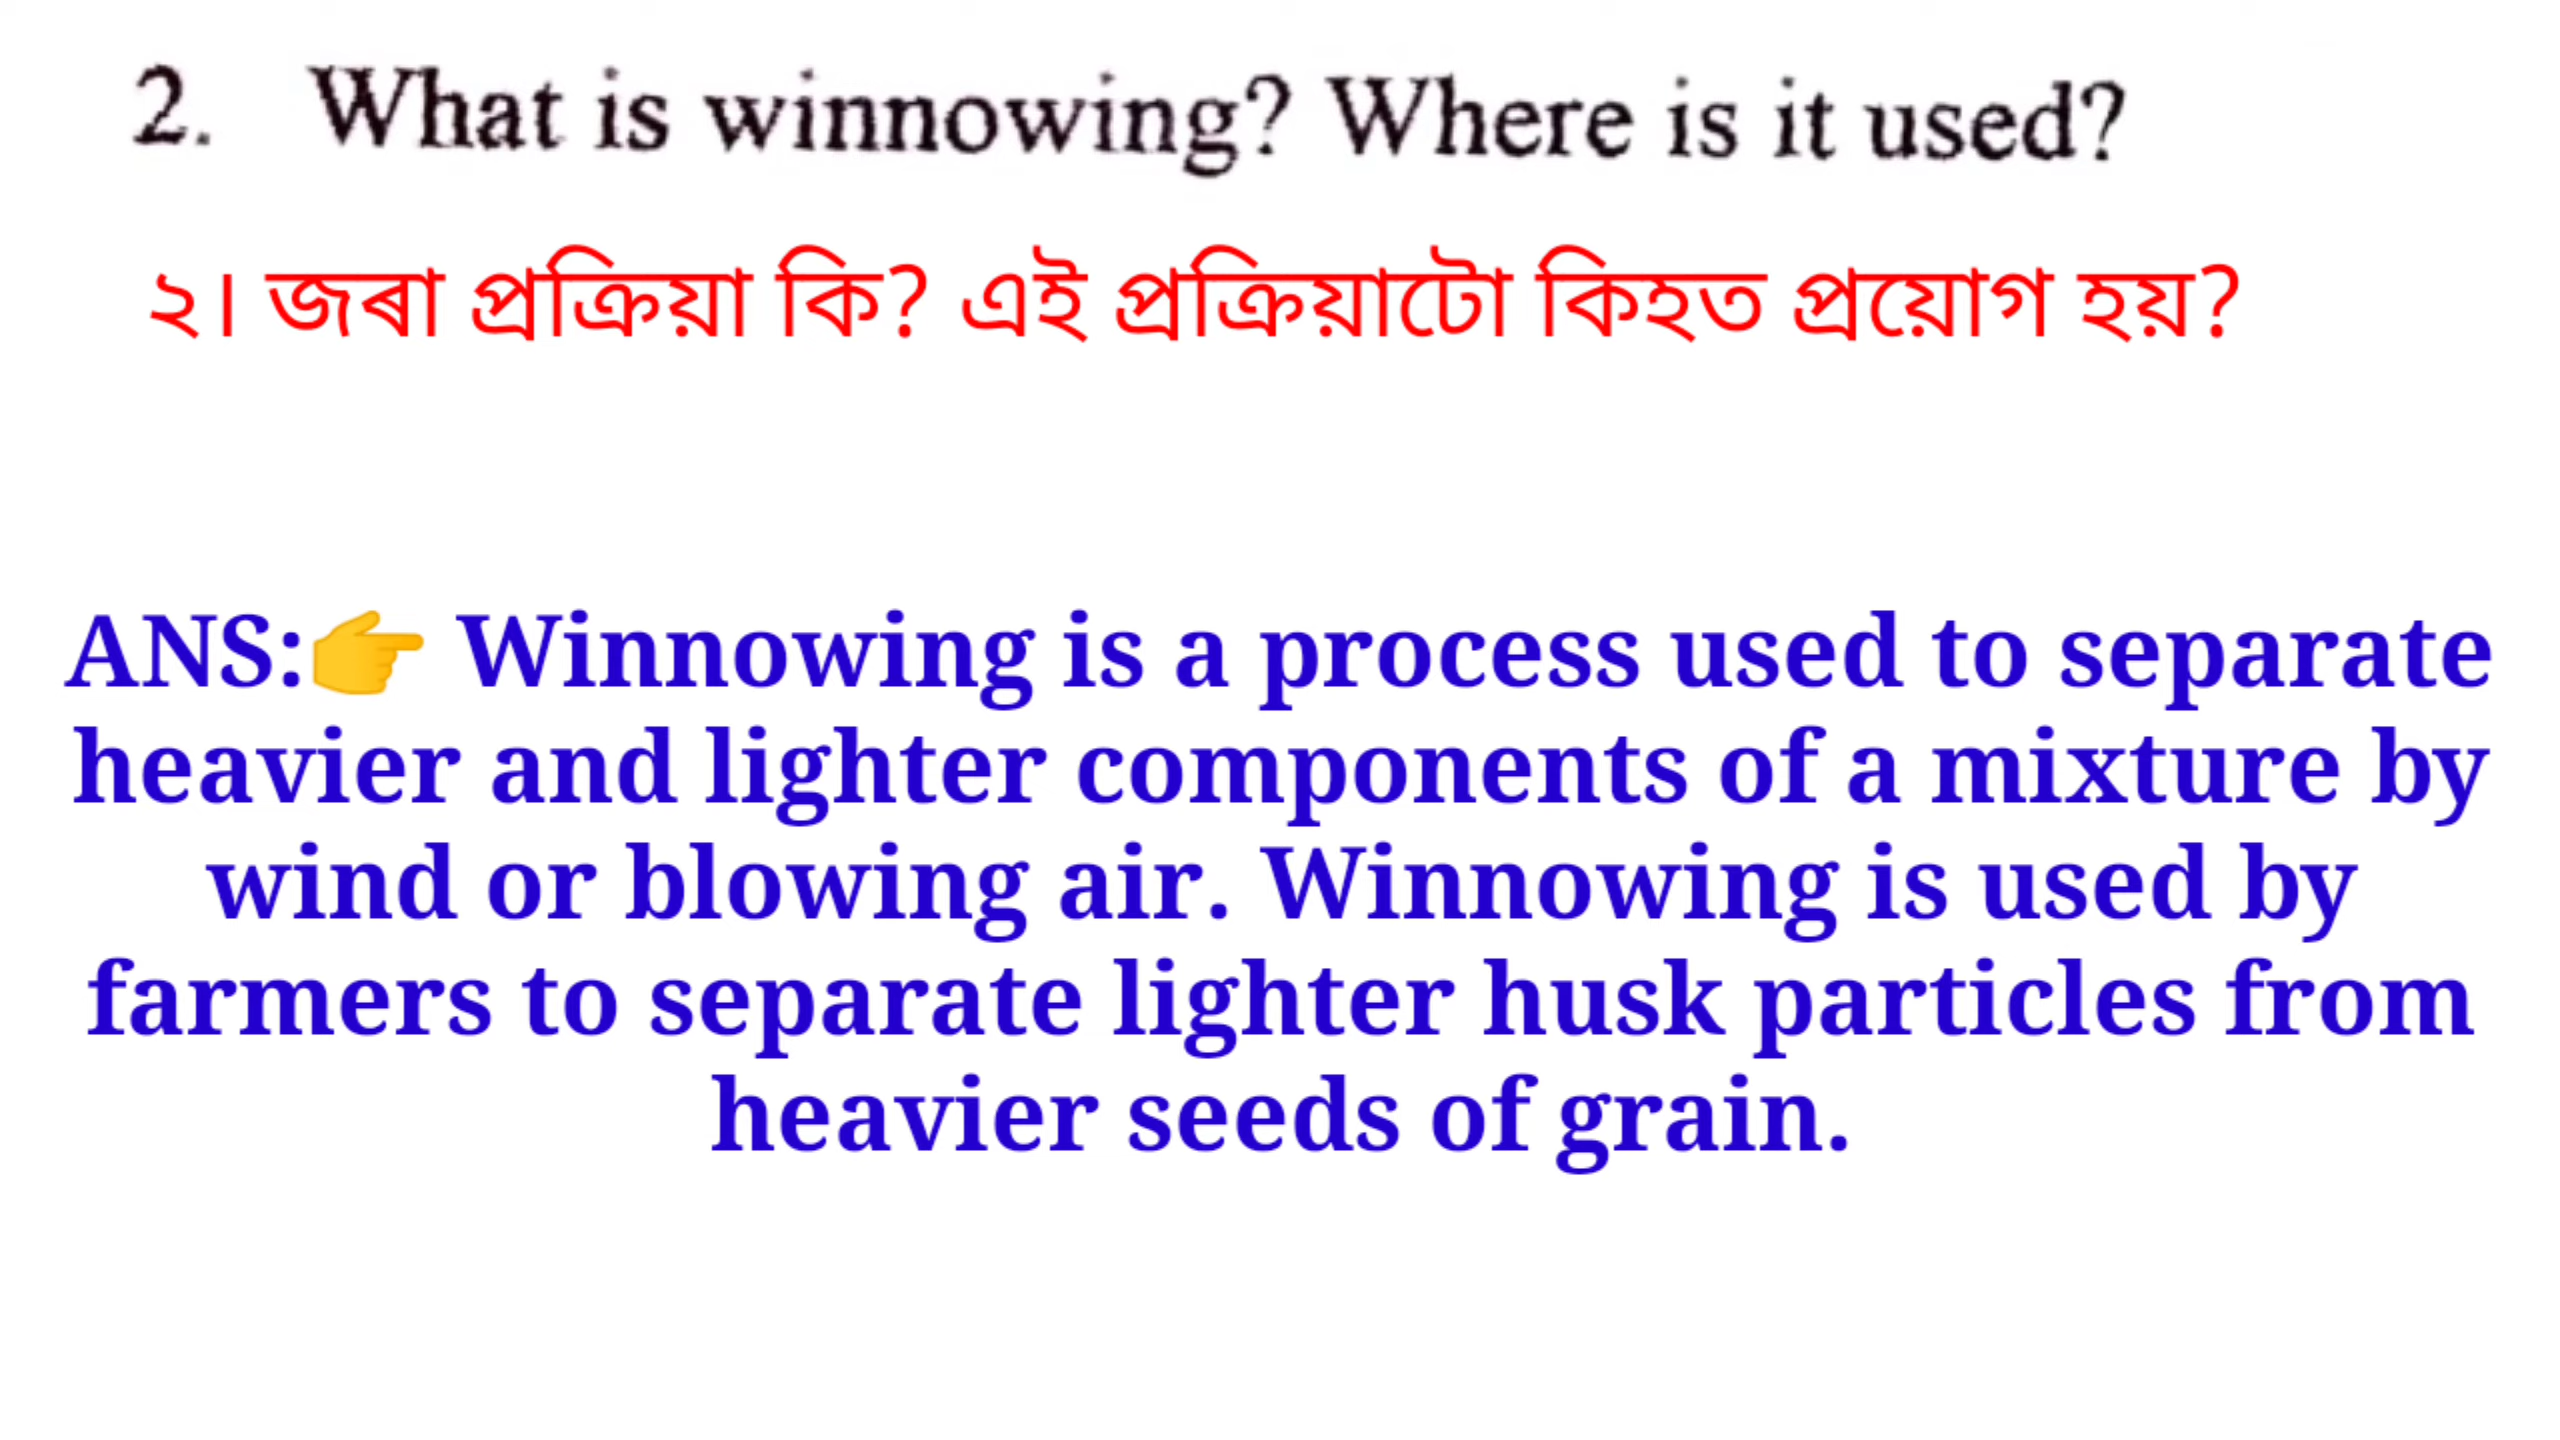 2. What is winnowing? Where is it used?
২। জৰা প্ৰক্ৰিয়া কি? এই প্ৰক্ৰিয়াটো কিহত প্ৰয়োগ হয়?
ANS:👉 Winnowing is a process used to separate
heavier and lighter components of a mixture by
wind or blowing air. Winnowing is used by
farmers to separate lighter husk particles from
heavier seeds of grain.